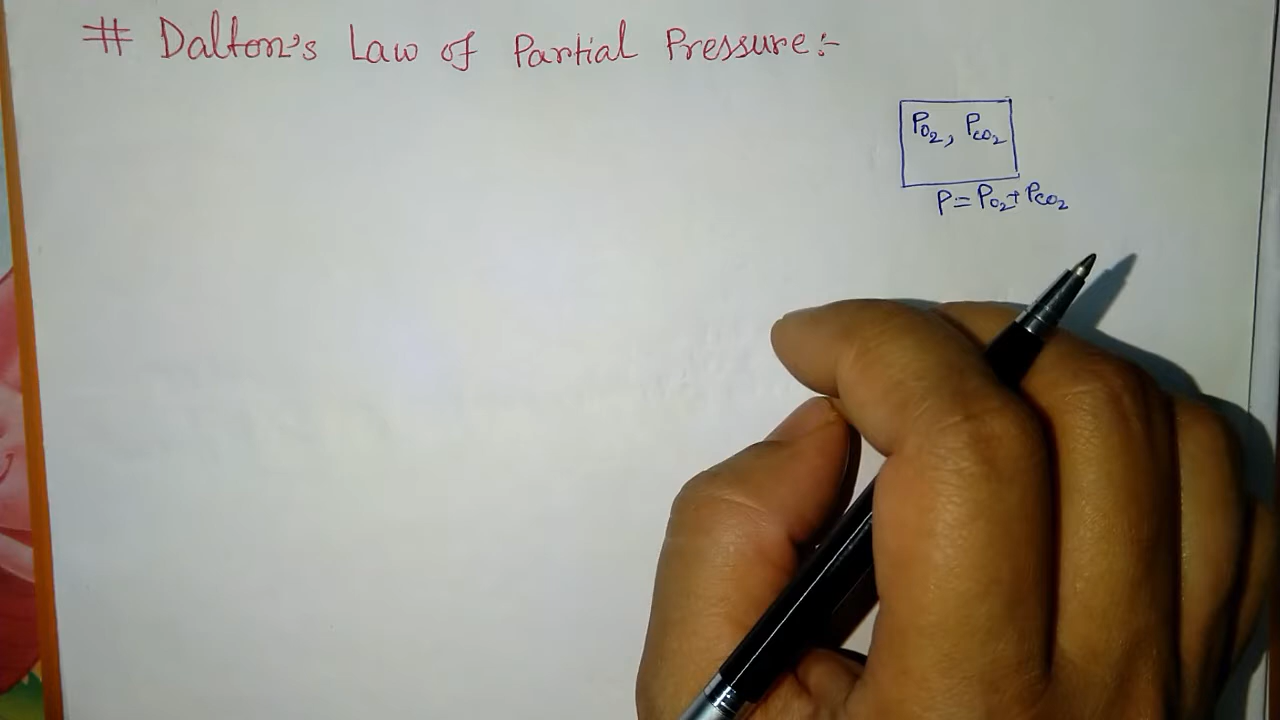 # Dalton's Law of Partial Pressure:-
PO2, PCO2
P=PO2+PCO2